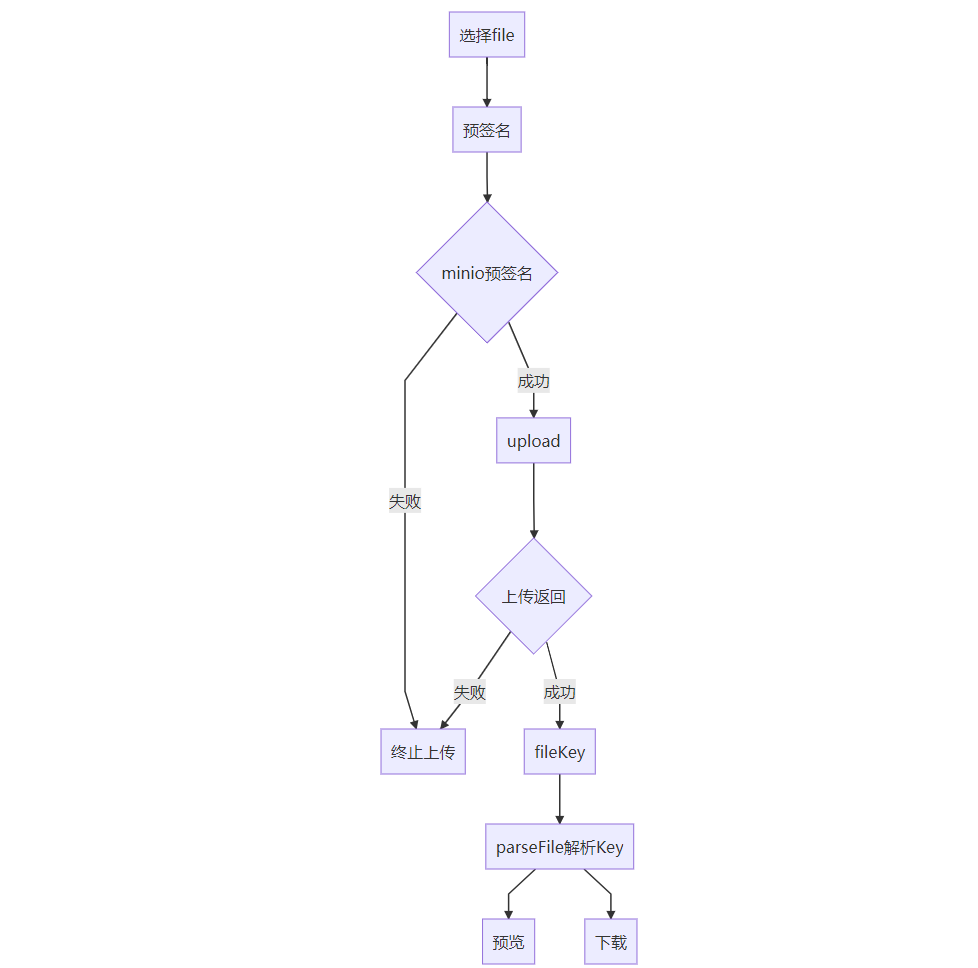 选择file
预签名
minio预签名
成功
upload
失败
上传返回
失败
成功
终止上传
fileKey
parseFile解析Key
预览
下载